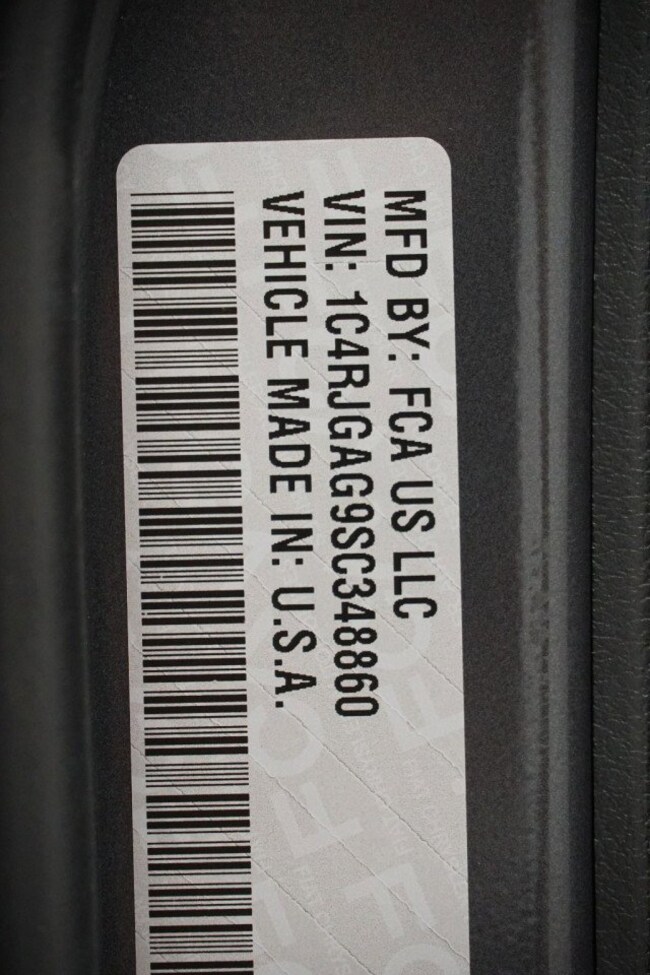 MFD BY: FCA US LLC
VIN: 1C4RJGAG9SC348860
VEHICLE MADE IN: U.S.A.